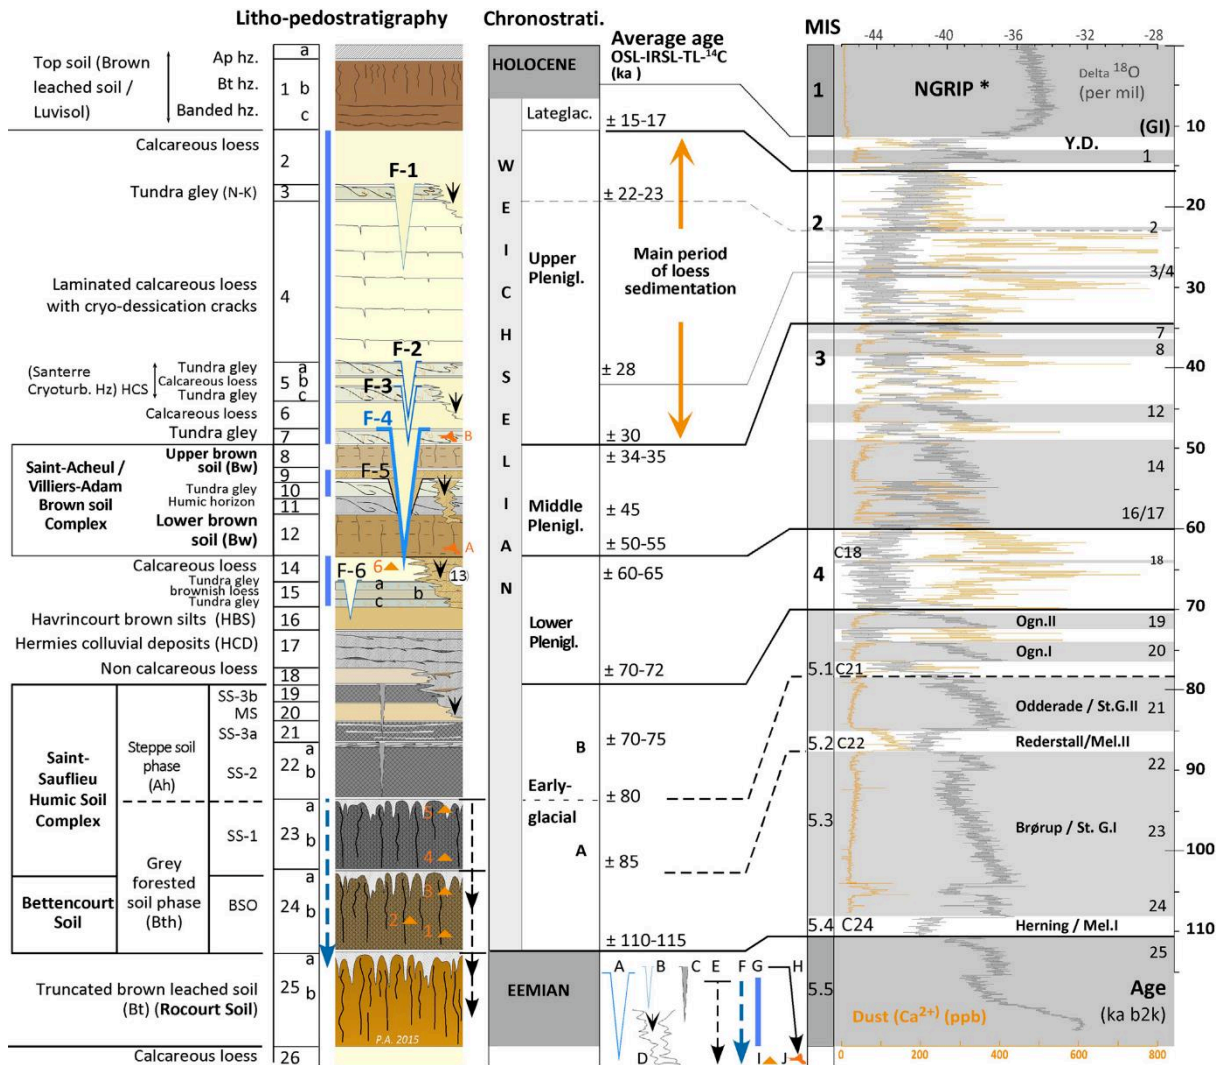 Litho-pedostratigraphy
Chronostrati.
Average age
OSL-IRSL-TL-¹⁴C
(ka )
MIS
-44
-40
-36
-32
-28
Top soil (Brown
leached soil /
Luvisol)
Ap hz.
Bt hz.
Banded hz.
1
a
b
c
HOLOCENE
Lateglac.
± 15-17
1
NGRIP *
Delta ¹⁸O
(per mil)
(GI)
10
Y.D.
1
Calcareous loess
2
F-1
Tundra gley (N-K)
3
± 22-23
2
20
2
Laminated calcareous loess
with cryo-dessication cracks
4
WEICHSELIAN
Upper
Plenigl.
Main period
of loess
sedimentation
3/4
30
(Santerre
Cryoturb. Hz) HCS
Tundra gley
Calcareous loess
Tundra gley
5
a
b
c
F-2
F-3
± 28
3
7
8
40
Calcareous loess
6
F-4
Tundra gley
7
B
± 30
12
Saint-Acheul /
Villiers-Adam
Brown soil
Complex
Upper brown
soil (Bw)
8
9
F-5
± 34-35
50
14
Tundra gley
10
Humic horizon
11
Middle
Plenigl.
± 45
16/17
Lower brown
soil (Bw)
12
A
± 50-55
60
Calcareous loess
14
6
13
± 60-65
C18
18
4
Tundra gley
brownish loess
Tundra gley
15
F-6
a
b
c
Havrincourt brown silts (HBS)
16
Lower
Plenigl.
70
Ogn.II
19
Hermies colluvial deposits (HCD)
17
Ogn.I
20
Non calcareous loess
18
± 70-72
5.1
C21
Saint-
Sauflieu
Humic Soil
Complex
Steppe soil
phase
(Ah)
SS-3b
19
MS
20
SS-3a
21
SS-2
22
a
b
B
± 70-75
80
Odderade / St.G.II
21
5.2
C22
Rederstall/Mel.II
Early-
glacial
± 80
90
22
Grey
forested
soil phase
(Bth)
SS-1
23
a
b
5
4
A
± 85
5.3
Brørup / St. G.I
23
100
Bettencourt
Soil
BSO
24
a
b
3
2
1
24
± 110-115
5.4
C24
Herning / Mel.I
110
Truncated brown leached soil
(Bt) (Rocourt Soil)
25
a
b
P.A. 2015
EEMIAN
A
B
C
D
E
F
G
H
I
J
5.5
25
Age
(ka b2k)
Dust (Ca²⁺) (ppb)
Calcareous loess
26
0
200
400
600
800